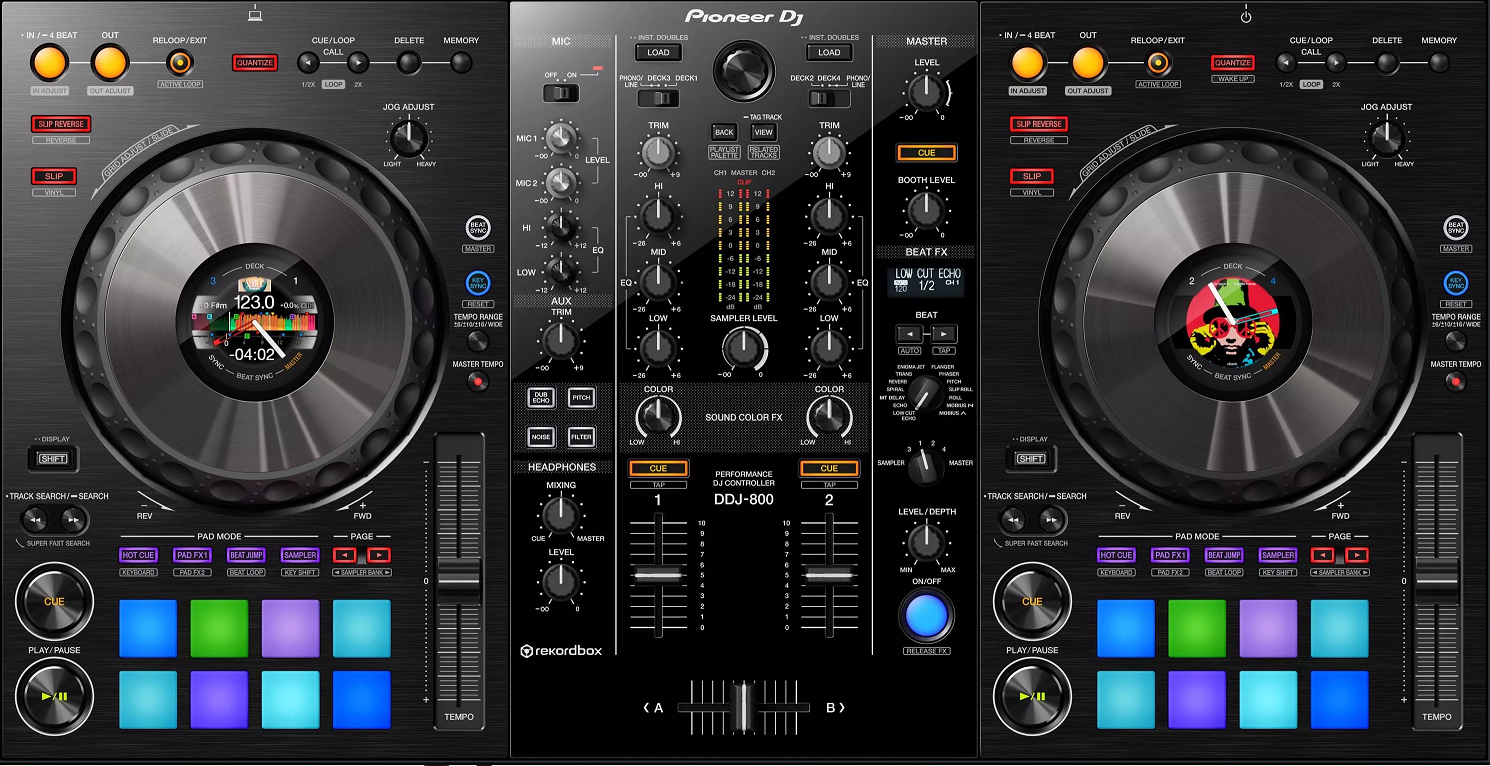 • IN / – 4 BEAT
OUT
RELOOP/EXIT
CUE/LOOP
CALL
DELETE
MEMORY
IN ADJUST
OUT ADJUST
ACTIVE LOOP
QUANTIZE
1/2X
LOOP
2X
JOG ADJUST
LIGHT
HEAVY
SLIP REVERSE
REVERSE
SLIP
VINYL
GRID ADJUST / SLIDE
BEAT
SYNC
MASTER
KEY
SYNC
RESET
TEMPO RANGE
±6/±10/±16/WIDE
MASTER TEMPO
DECK
3
1
123.0
-04:02
SYNC
BEAT SYNC
MASTER
•• DISPLAY
SHIFT
• TRACK SEARCH / – SEARCH
SUPER FAST SEARCH
–
REV
+
FWD
PAD MODE
PAGE
HOT CUE
PAD FX1
BEAT JUMP
SAMPLER
KEYBOARD
PAD FX2
BEAT LOOP
KEY SHIFT
◄ SAMPLER BANK ►
CUE
PLAY/PAUSE
►/II
–
0
+
TEMPO
Pioneer Dj
MIC
OFF
ON
MIC 1
MIC 2
LEVEL
-∞
0
HI
-12
+12
LOW
-12
+12
EQ
AUX
TRIM
-∞
+9
DUB
ECHO
PITCH
NOISE
FILTER
HEADPHONES
MIXING
CUE
MASTER
LEVEL
-∞
0
rekordbox
•• INST. DOUBLES
LOAD
•• INST. DOUBLES
LOAD
PHONO/
LINE
DECK3
DECK1
DECK2
DECK4
PHONO/
LINE
– TAG TRACK
BACK
VIEW
PLAYLIST
PALETTE
RELATED
TRACKS
CH1 MASTER CH2
CLIP
12 12
9 9
6 6
3 3
0 0
-6 -6
-12 -12
-18 -18
-24 -24
dB dB
SAMPLER LEVEL
-∞
0
TRIM
-∞
+9
HI
-26
+6
MID
-26
+6
EQ
LOW
-26
+6
TRIM
-∞
+9
HI
-26
+6
MID
-26
+6
EQ
LOW
-26
+6
COLOR
LOW
HI
SOUND COLOR FX
COLOR
LOW
HI
CUE
TAP
1
PERFORMANCE
DJ CONTROLLER
DDJ-800
CUE
TAP
2
10 10
9 9
8 8
7 7
6 6
5 5
4 4
3 3
2 2
1 1
0 0
A
B
MASTER
LEVEL
-∞
0
CUE
BOOTH LEVEL
-∞
0
BEAT FX
LOW CUT ECHO
AUTO
120
1/2
CH 1
BEAT
AUTO
TAP
ENIGMA JET
FLANGER
TRANS
PHASER
REVERB
PITCH
SPIRAL
SLIP ROLL
MT DELAY
ROLL
ECHO
MOBIUS
LOW CUT
ECHO
MOBIUS
1
2
3
4
SAMPLER
MASTER
LEVEL/DEPTH
MIN
MAX
ON/OFF
RELEASE FX
• IN / – 4 BEAT
OUT
RELOOP/EXIT
CUE/LOOP
CALL
DELETE
MEMORY
IN ADJUST
OUT ADJUST
ACTIVE LOOP
QUANTIZE
WAKE UP
1/2X
LOOP
2X
JOG ADJUST
LIGHT
HEAVY
SLIP REVERSE
REVERSE
SLIP
VINYL
GRID ADJUST / SLIDE
BEAT
SYNC
MASTER
KEY
SYNC
RESET
TEMPO RANGE
±6/±10/±16/WIDE
MASTER TEMPO
DECK
2
4
SYNC
BEAT SYNC
MASTER
•• DISPLAY
SHIFT
• TRACK SEARCH / – SEARCH
SUPER FAST SEARCH
–
REV
+
FWD
PAD MODE
PAGE
HOT CUE
PAD FX1
BEAT JUMP
SAMPLER
KEYBOARD
PAD FX2
BEAT LOOP
KEY SHIFT
◄ SAMPLER BANK ►
CUE
PLAY/PAUSE
►/II
–
0
+
TEMPO